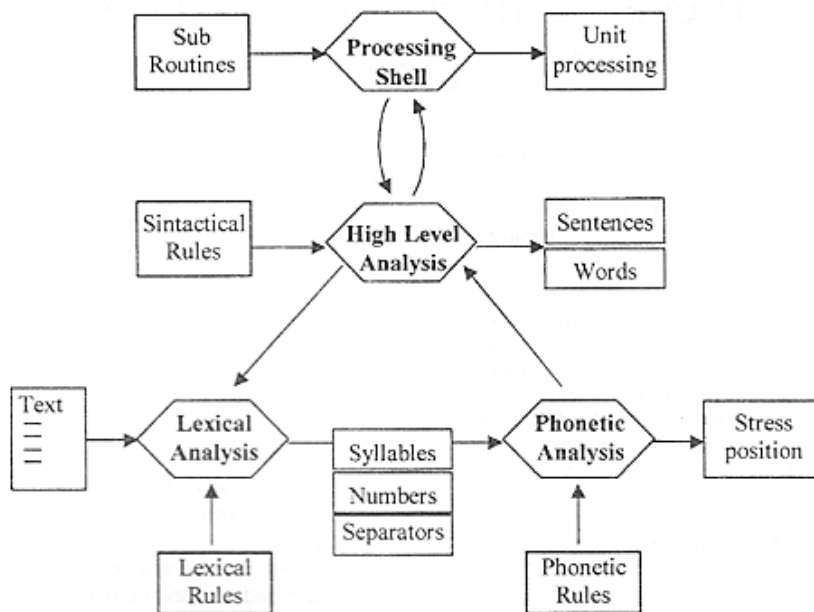 Sub
Routines
Processing
Shell
Unit
processing
Sintactical
Rules
High Level
Analysis
Sentences
Words
Text
Lexical
Analysis
Syllables
Numbers
Separators
Phonetic
Analysis
Stress
position
Lexical
Rules
Phonetic
Rules